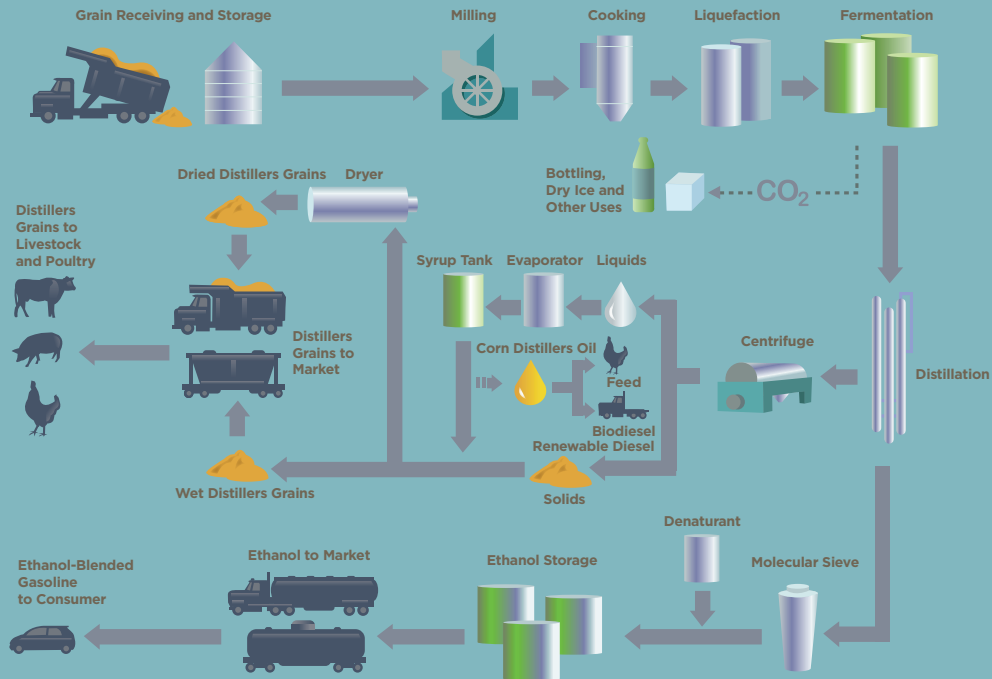 Grain Receiving and Storage
Milling
Cooking
Liquefaction
Fermentation
Bottling,
Dry Ice and
Other Uses
CO₂
Dried Distillers Grains
Dryer
Distillers
Grains to
Livestock
and Poultry
Syrup Tank
Evaporator
Liquids
Distillers
Grains to
Market
Corn Distillers Oil
Feed
Biodiesel
Renewable Diesel
Centrifuge
Distillation
Wet Distillers Grains
Solids
Denaturant
Molecular Sieve
Ethanol Storage
Ethanol to Market
Ethanol-Blended
Gasoline
to Consumer